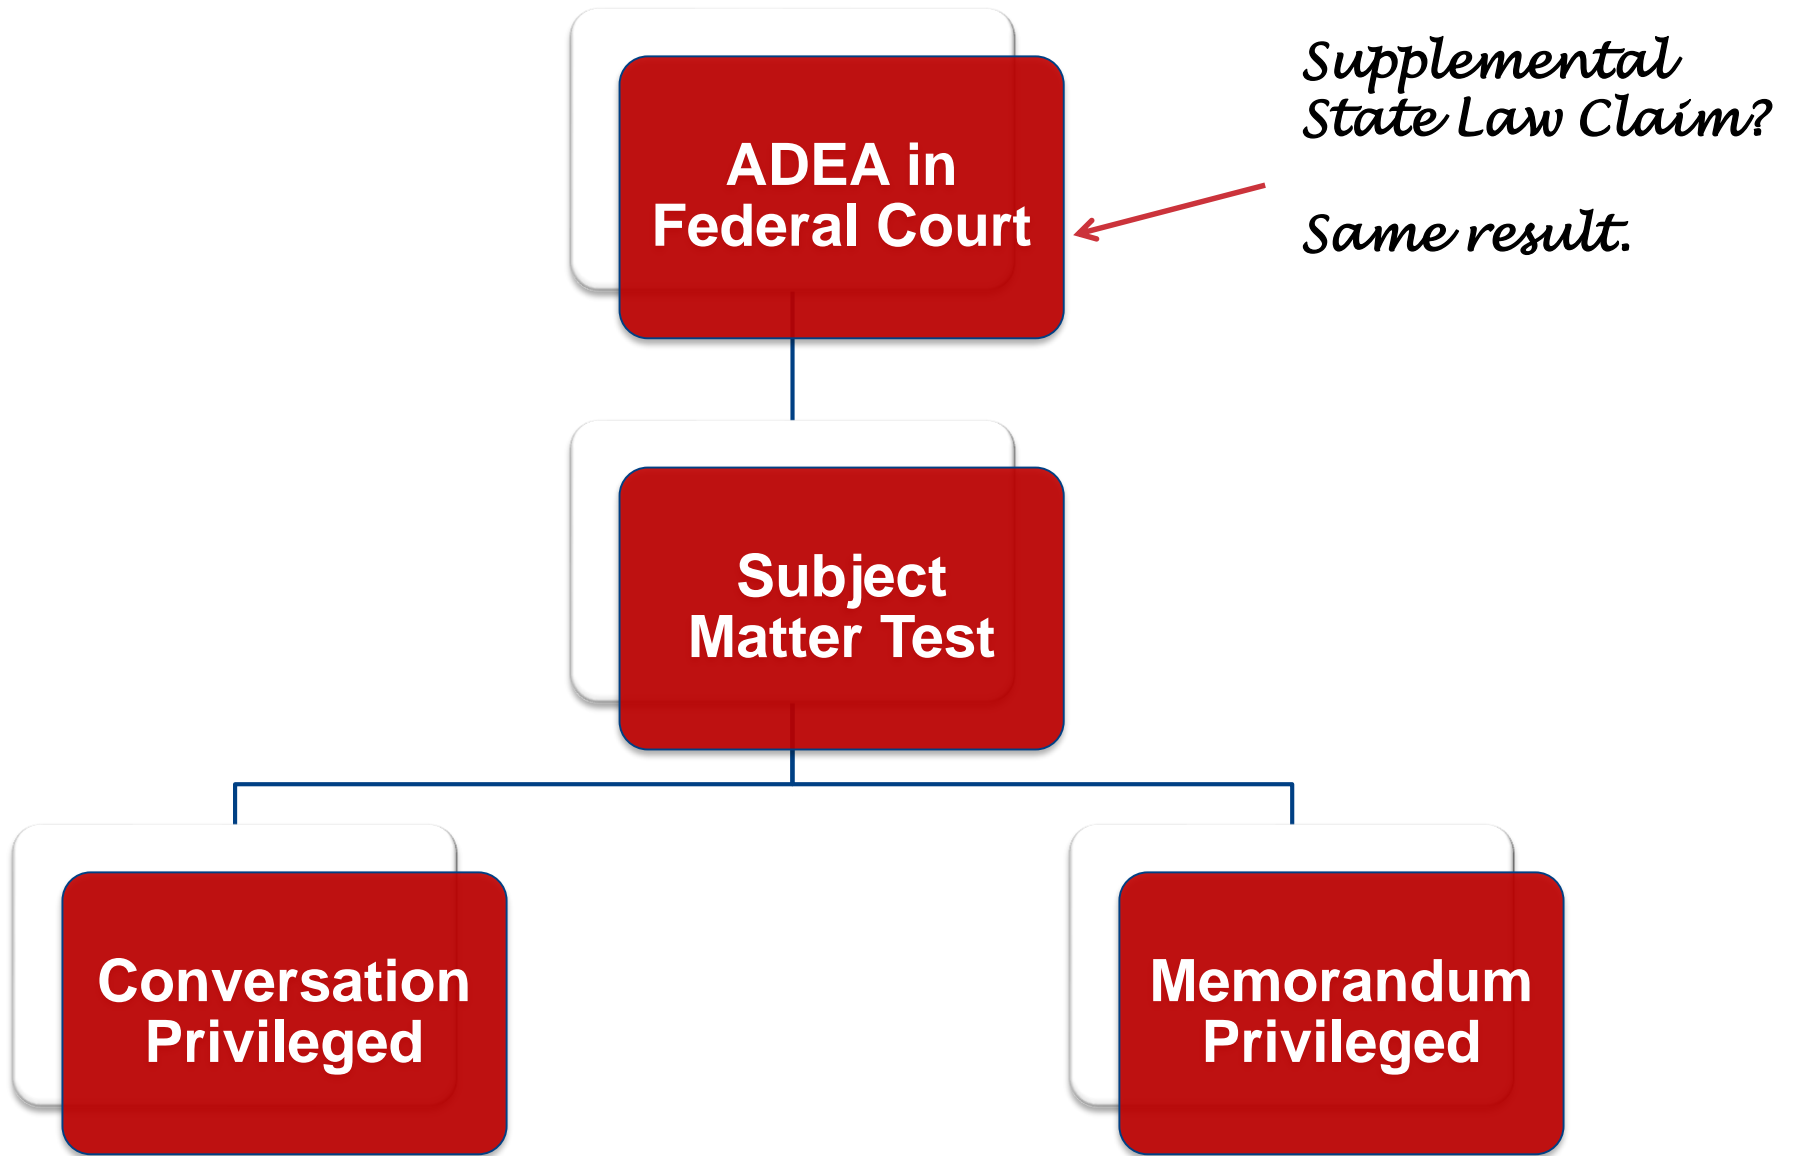 Supplemental
State Law Claim?
Same result.
ADEA in
Federal Court
Subject
Matter Test
Conversation
Privileged
Memorandum
Privileged